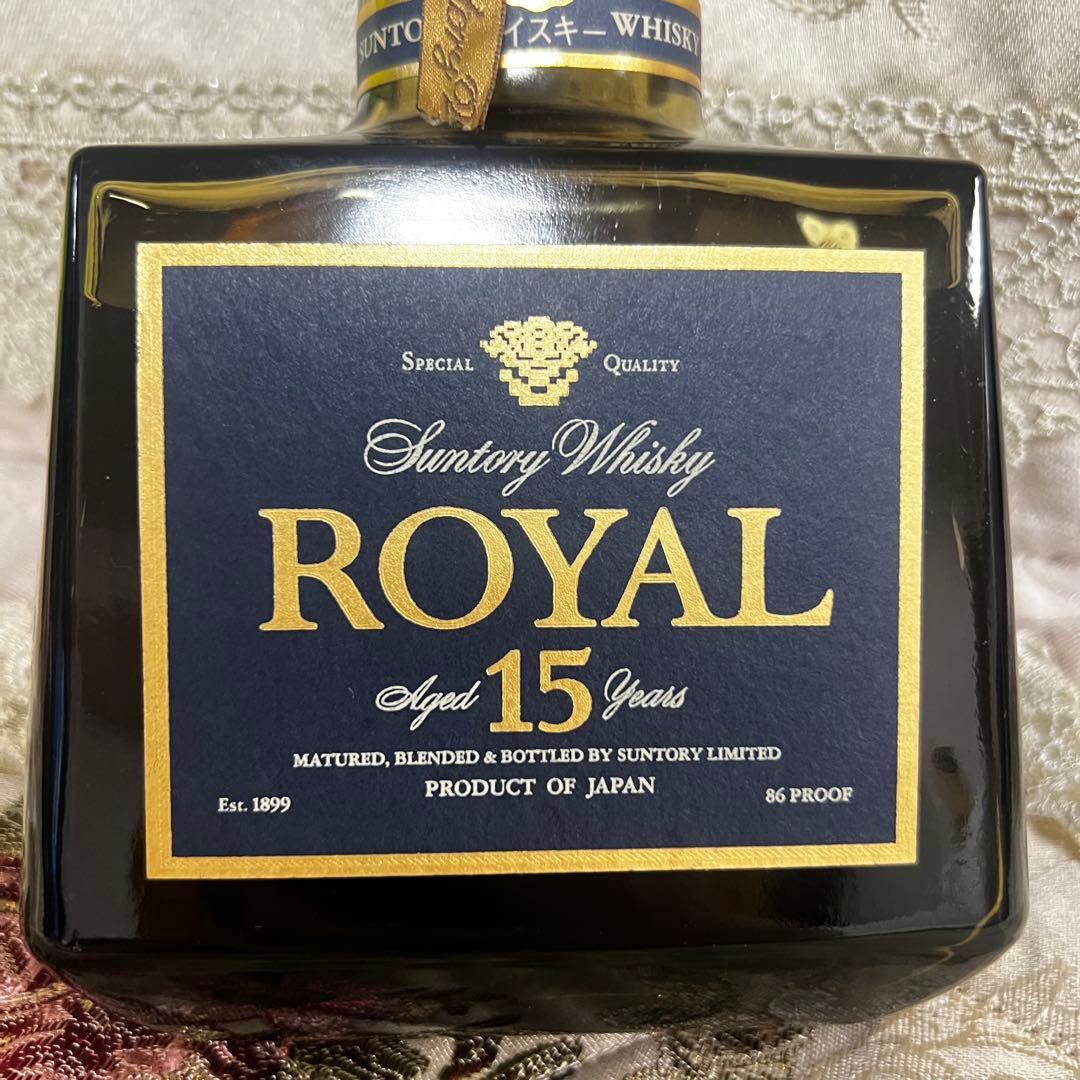 イスキー WHISKY
SPECIAL QUALITY
Suntory Whisky
ROYAL
Aged 15 Years
MATURED, BLENDED & BOTTLED BY SUNTORY LIMITED
PRODUCT OF JAPAN
Est. 1899 86 PROOF